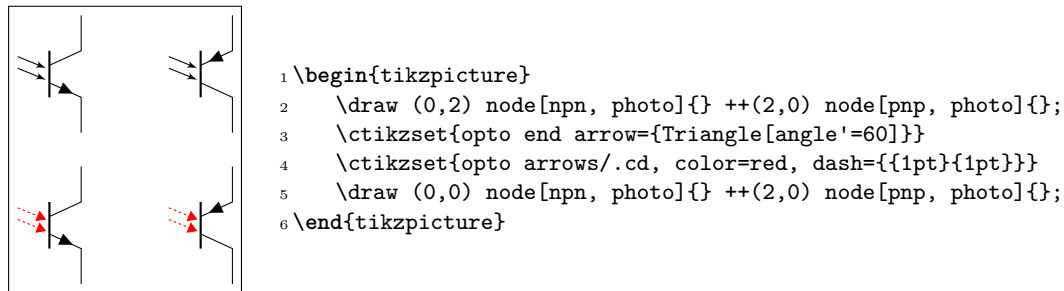 1 \begin{tikzpicture}
2 \draw (0,2) node[npn, photo]{} ++(2,0) node[pnp, photo]{};
3 \ctikzset{opto end arrow={Triangle[angle'=60]}}
4 \ctikzset{opto arrows/.cd, color=red, dash={{1pt}{1pt}}}
5 \draw (0,0) node[npn, photo]{} ++(2,0) node[pnp, photo]{};
6 \end{tikzpicture}